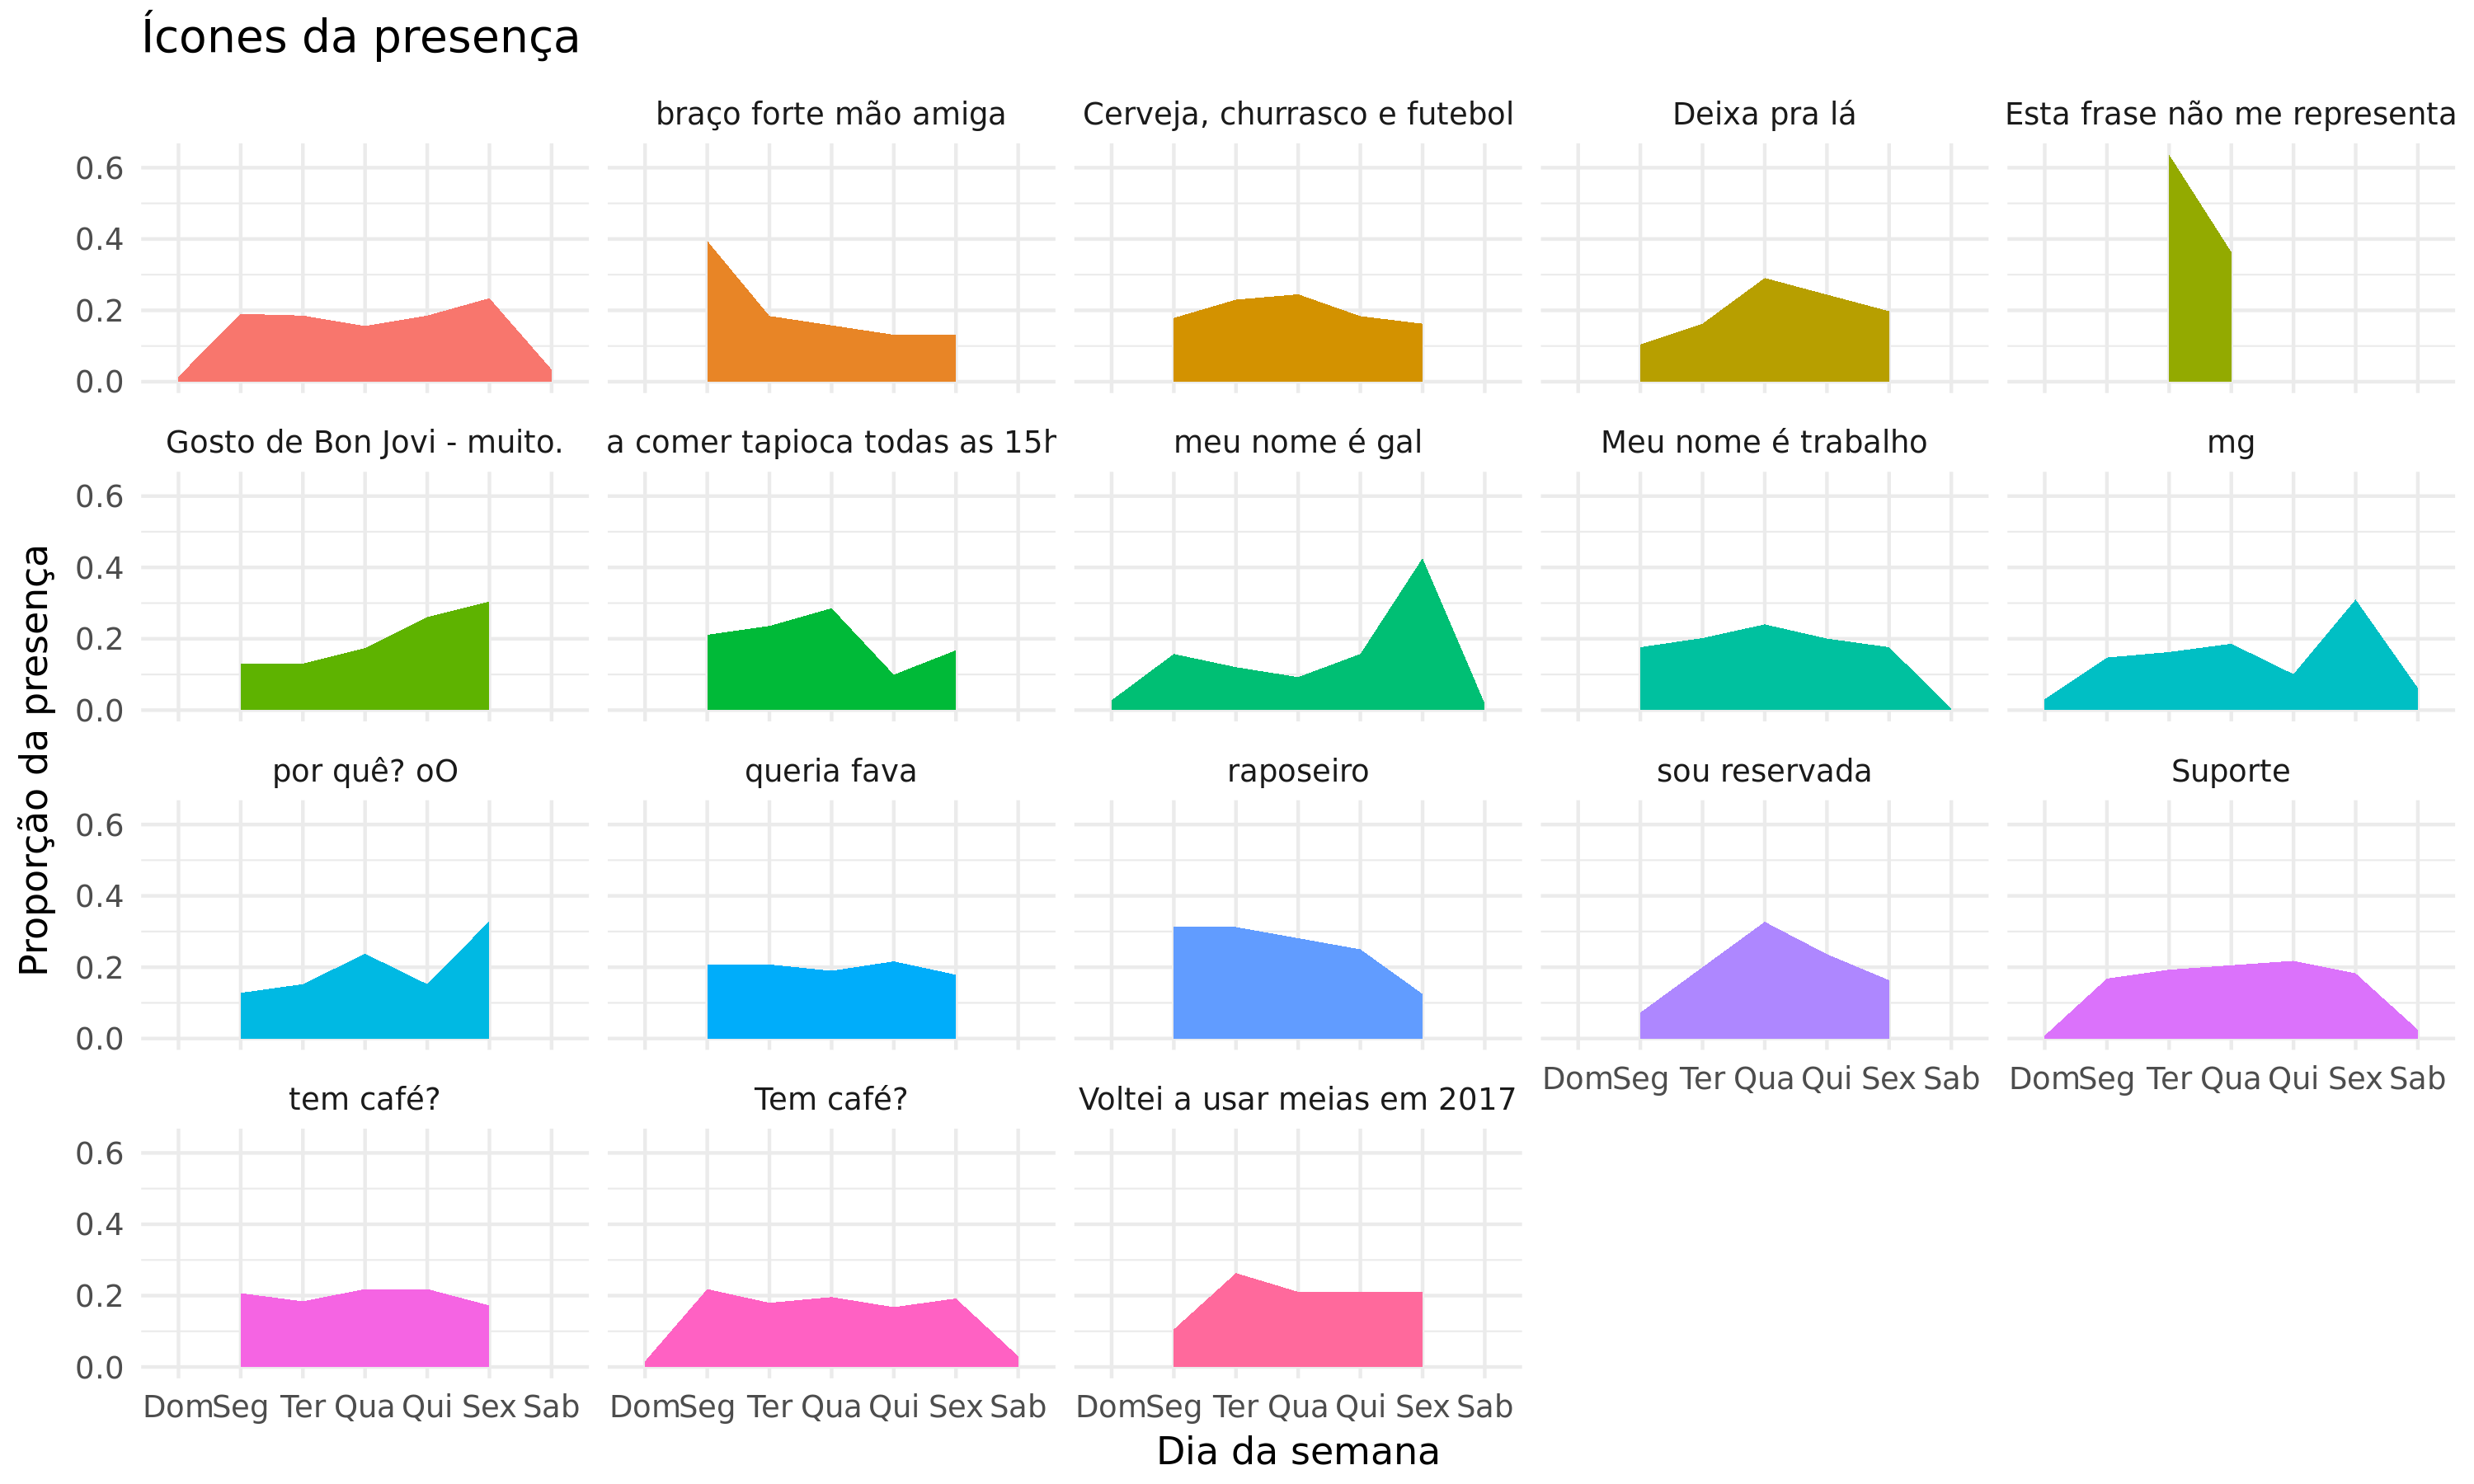 Ícones da presença
braço forte mão amiga
Cerveja, churrasco e futebol
Deixa pra lá
Esta frase não me representa
0.6
0.4
0.2
0.0
Gosto de Bon Jovi - muito.
a comer tapioca todas as 15h
meu nome é gal
Meu nome é trabalho
mg
0.6
0.4
0.2
0.0
Proporção da presença
por quê? oO
queria fava
raposeiro
sou reservada
Suporte
0.6
0.4
0.2
0.0
Dom Seg Ter Qua Qui Sex Sab
Dom Seg Ter Qua Qui Sex Sab
tem café?
Tem café?
Voltei a usar meias em 2017
0.6
0.4
0.2
0.0
Dom Seg Ter Qua Qui Sex Sab
Dom Seg Ter Qua Qui Sex Sab
Dom Seg Ter Qua Qui Sex Sab
Dia da semana